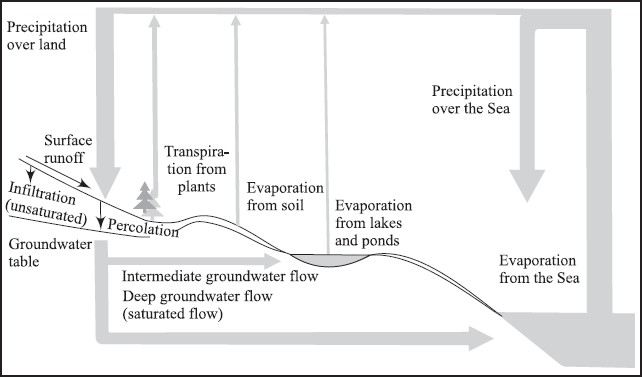 Precipitation
over land
Precipitation
over the Sea
Surface
runoff
Transpira-
tion from
plants
Infiltration
(unsaturated)
Percolation
Evaporation
from soil
Evaporation
from lakes
and ponds
Groundwater
table
Evaporation
from the Sea
Intermediate groundwater flow
Deep groundwater flow
(saturated flow)